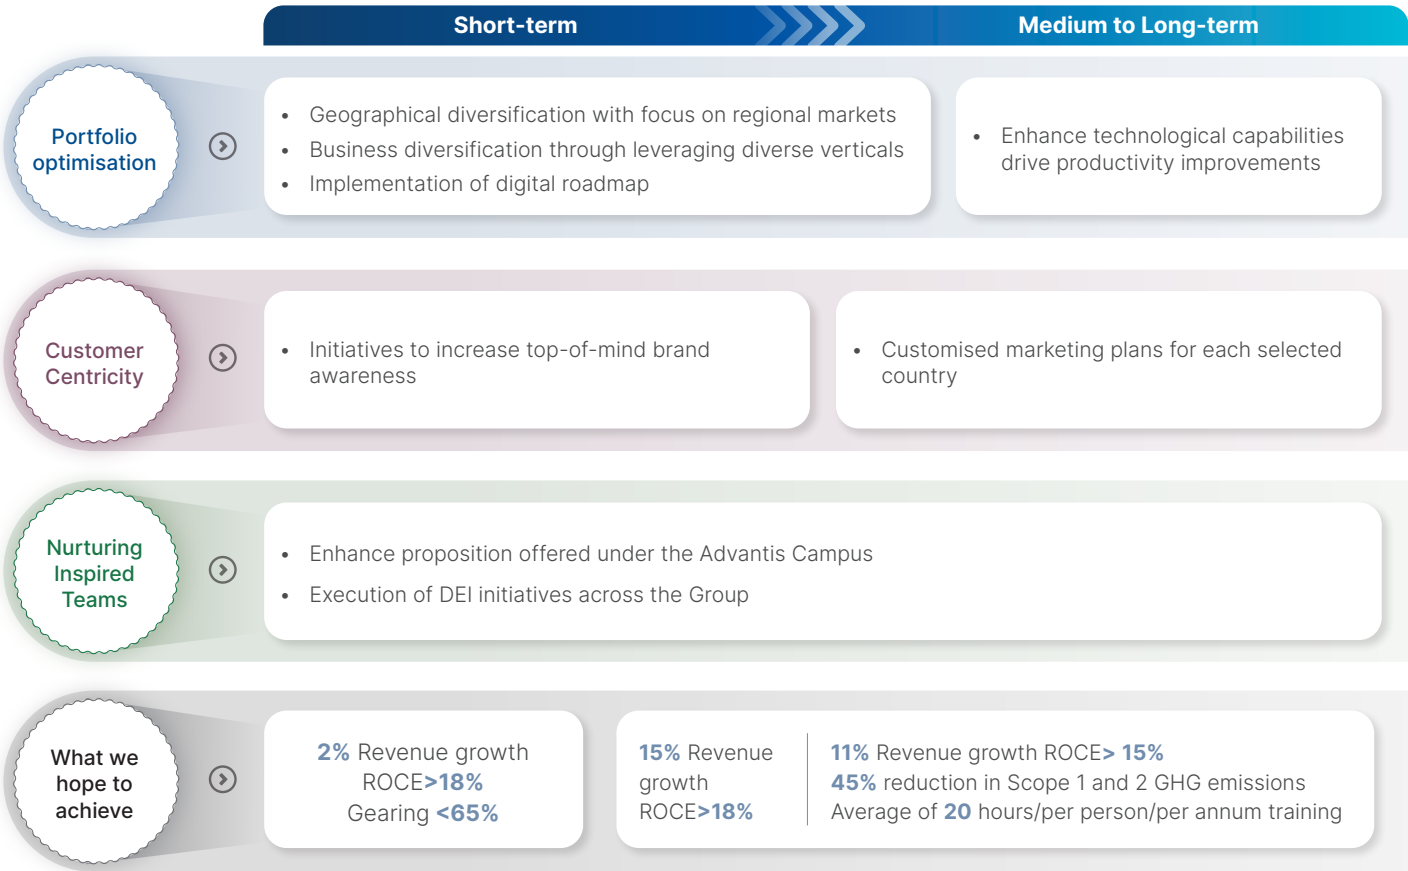 Short-term
Medium to Long-term
Portfolio
optimisation
• Geographical diversification with focus on regional markets
• Business diversification through leveraging diverse verticals
• Implementation of digital roadmap
• Enhance technological capabilities
drive productivity improvements
Customer
Centricity
• Initiatives to increase top-of-mind brand
awareness
• Customised marketing plans for each selected
country
Nurturing
Inspired
Teams
• Enhance proposition offered under the Advantis Campus
• Execution of DEI initiatives across the Group
What we
hope to
achieve
2% Revenue growth
ROCE>18%
Gearing <65%
15% Revenue
growth
ROCE>18%
11% Revenue growth ROCE> 15%
45% reduction in Scope 1 and 2 GHG emissions
Average of 20 hours/per person/per annum training